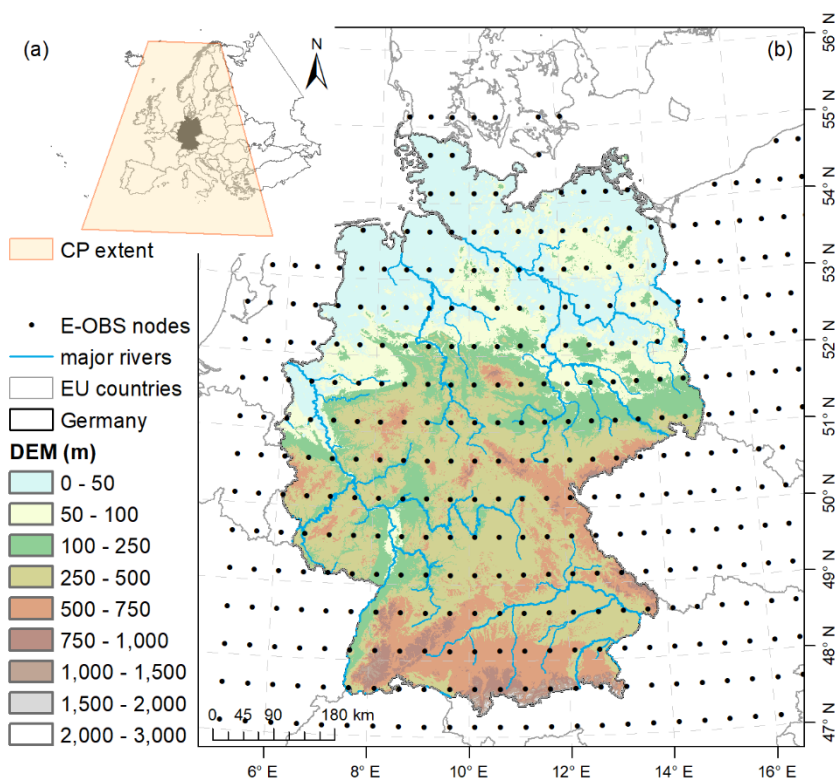 (a)
N
(b)
CP extent
E-OBS nodes
major rivers
EU countries
Germany
DEM (m)
0 - 50
50 - 100
100 - 250
250 - 500
500 - 750
750 - 1,000
1,000 - 1,500
1,500 - 2,000
2,000 - 3,000
0 45 90 180 km
6° E 8° E 10° E 12° E 14° E 16° E
56° N
55° N
54° N
53° N
52° N
51° N
50° N
49° N
48° N
47° N